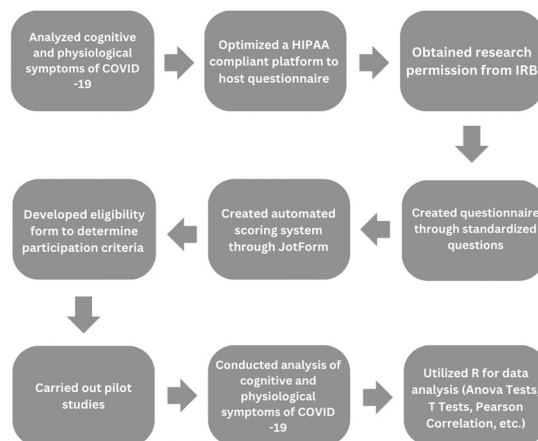 Analyzed cognitive
and physiological
symptoms of COVID
-19
Optimized a HIPAA
compliant platform to
host questionnaire
Obtained research
permission from IRB
Created questionnaire
through standardized
questions
Created automated
scoring system
through JotForm
Developed eligibility
form to determine
participation criteria
Carried out pilot
studies
Conducted analysis of
cognitive and
physiological
symptoms of COVID
-19
Utilized R for data
analysis (Anova Tests,
T Tests, Pearson
Correlation, etc.)